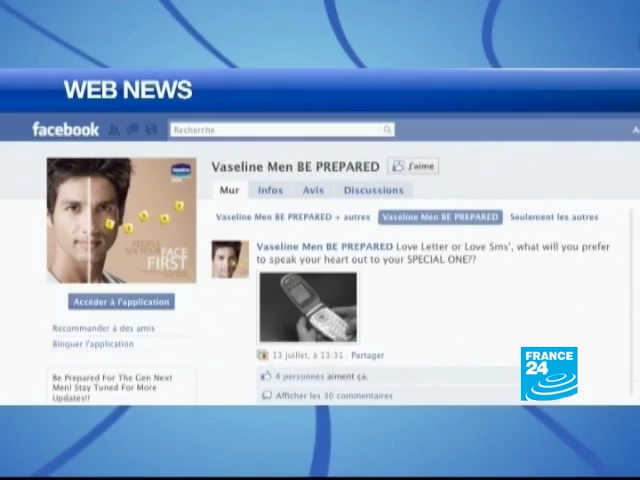 WEB NEWS
facebook
Recherche
Vaseline Men BE PREPARED
J'aime
Mur
Infos
Avis
Discussions
Vaseline Men BE PREPARED + autres
Vaseline Men BE PREPARED
Seulement les autres
Vaseline
PEOPLE
SEE YOUR FACE
FIRST
Accéder à l'application
Recommander à des amis
Bloquer l'application
Be Prepared For The Gen Next
Men! Stay Tuned For More
Updates!!
Vaseline Men BE PREPARED Love Letter or Love Sms', what will you prefer
to speak your heart out to your SPECIAL ONE??
13 juillet, à 13:31 · Partager
4 personnes aiment ça.
Afficher les 30 commentaires
FRANCE
24